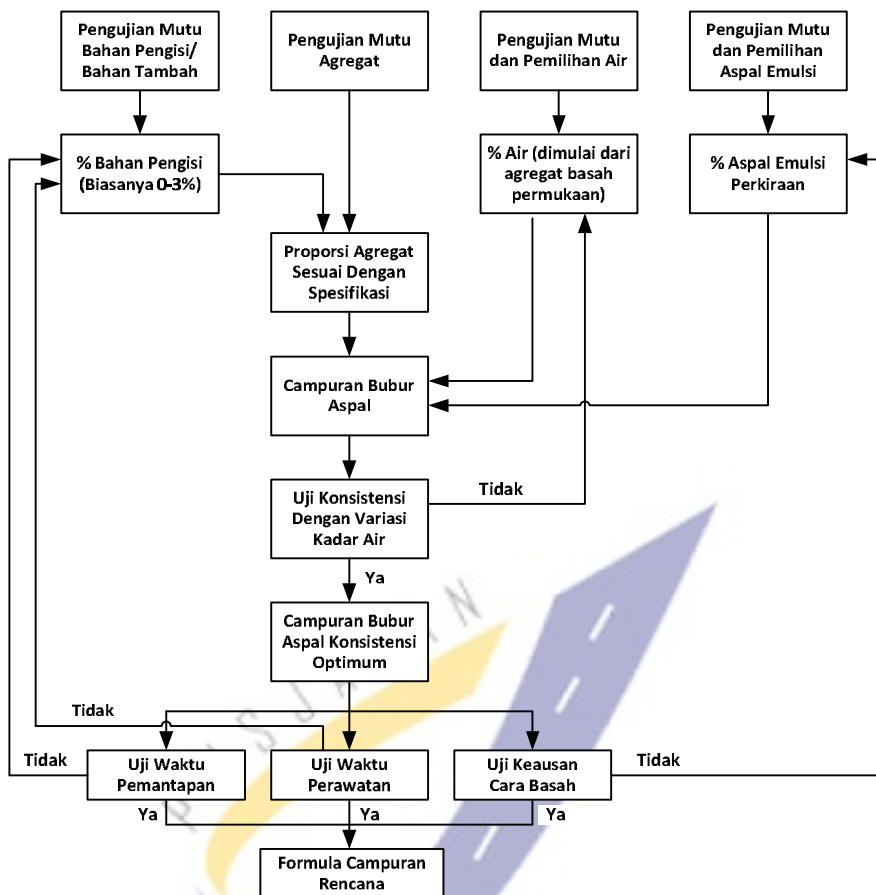 Pengujian Mutu
Bahan Pengisi/
Bahan Tambah
Pengujian Mutu
Agregat
Pengujian Mutu
dan Pemilihan Air
Pengujian Mutu
dan Pemilihan
Aspal Emulsi
% Bahan Pengisi
(Biasanya 0-3%)
% Air (dimulai dari
agregat basah
permukaan)
% Aspal Emulsi
Perkiraan
Proporsi Agregat
Sesuai Dengan
Spesifikasi
Campuran Bubur
Aspal
Uji Konsistensi
Dengan Variasi
Kadar Air
Tidak
Ya
Campuran Bubur
Aspal Konsistensi
Optimum
Tidak
Tidak
Uji Waktu
Pemantapan
Uji Waktu
Perawatan
Uji Keausan
Cara Basah
Tidak
Ya
Ya
Ya
Formula Campuran
Rencana